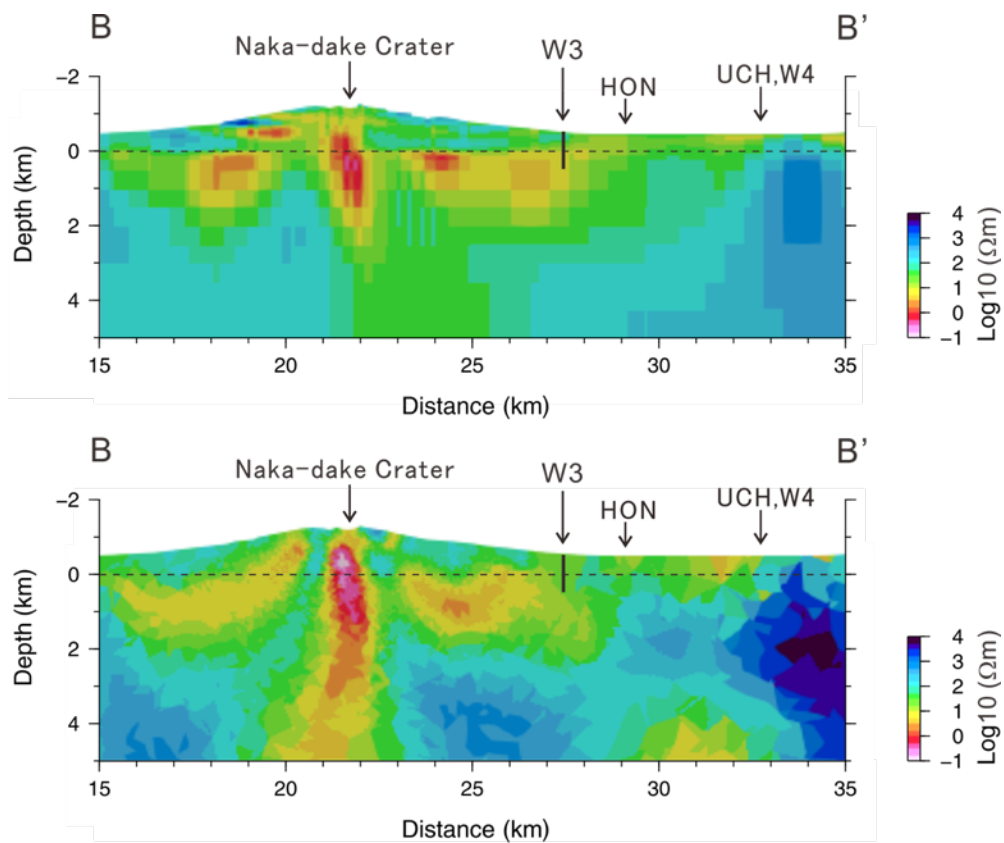 B
B’
Naka-dake Crater
W3
HON
UCH,W4
−2
0
2
4
Depth (km)
15
20
25
30
35
Distance (km)
4
3
2
1
0
−1
Log10 (Ωm)
B
B’
Naka-dake Crater
W3
HON
UCH,W4
−2
0
2
4
Depth (km)
15
20
25
30
35
Distance (km)
4
3
2
1
0
−1
Log10 (Ωm)